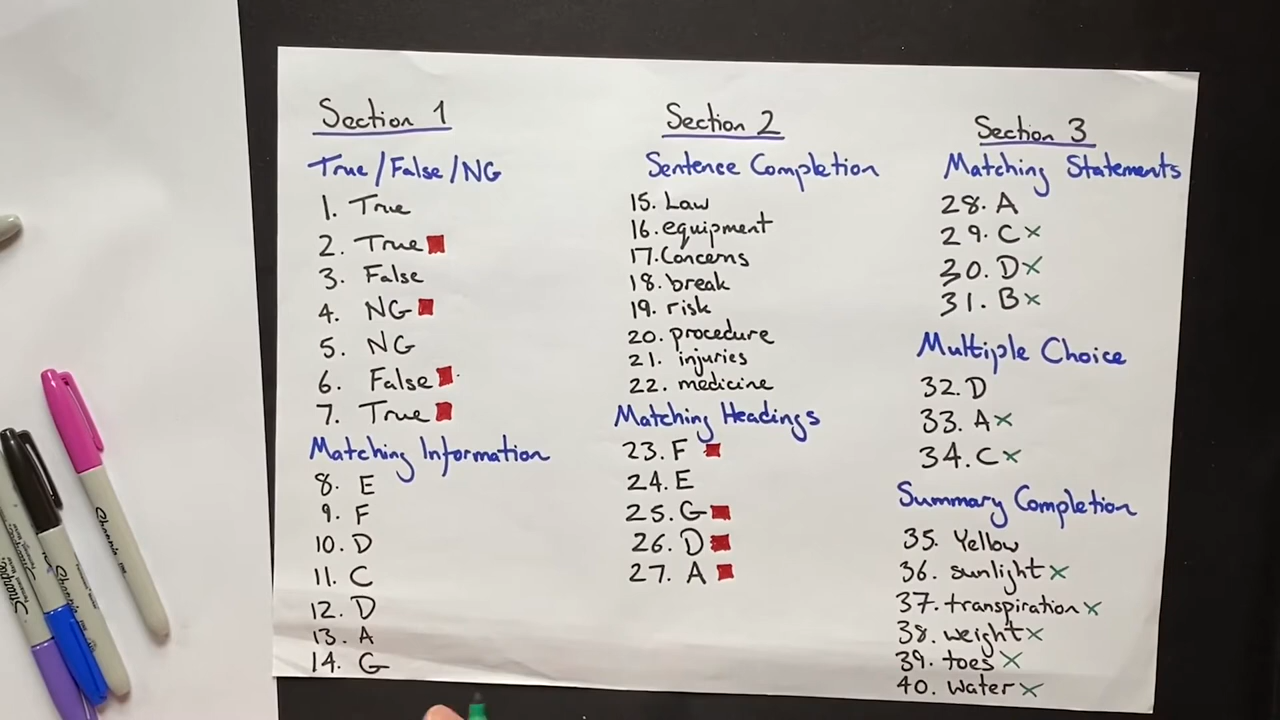 Section 1
True/False/NG
1. True
2. True
3. False
4. NG
5. NG
6. False
7. True
Matching Information
8. E
9. F
10. D
11. C
12. D
13. A
14. G
Section 2
Sentence Completion
15. Law
16. equipment
17. Concerns
18. break
19. risk
20. procedure
21. injuries
22. medicine
Matching Headings
23. F
24. E
25. G
26. D
27. A
Section 3
Matching Statements
28. A
29. C ×
30. D ×
31. B ×
Multiple Choice
32. D
33. A ×
34. C ×
Summary Completion
35. Yellow
36. sunlight ×
37. transpiration ×
38. weight ×
39. toes ×
40. water ×
Sharpie
Sharpie
Sharpie